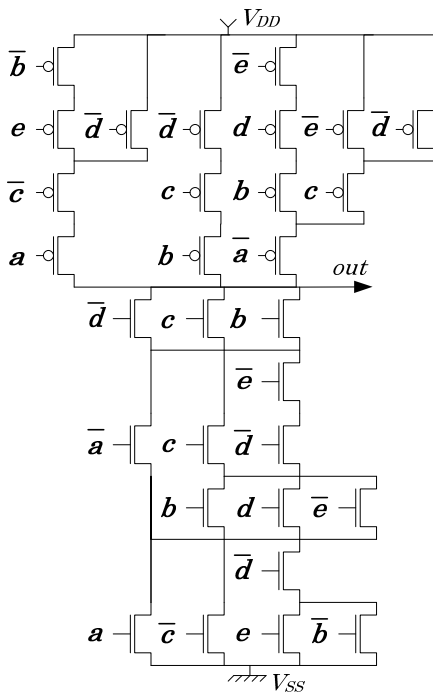 V_DD
b̅ e̅
e d̅ d̅ d e̅ d̅
c̅ c b c
a b a̅
out
d̅ c b
e̅
a̅ c d̅
b d e̅
d̅
a c̅ e b̅
V_SS